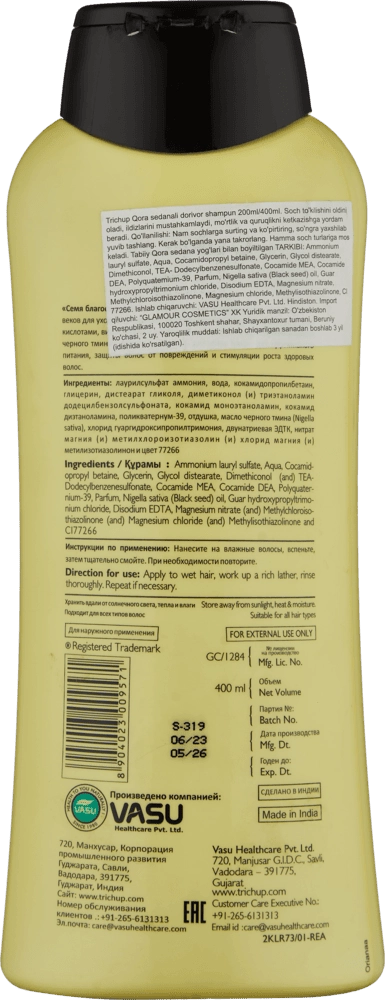 Trichup Qora sedanali dorivor shampun 200ml/400ml. Soch to'kilishini oldini
oladi, ildizlarini mustahkamlaydi, mo'rtlik va quruqlikni ketkazishga yordam
beradi. Qo'llanilishi: Nam sochlarga surting va ko'pirtiring, so'ngra yaxshilab
yuvib tashlang. Kerak bo'lganda yana takrorlang. Hamma soch turlariga mos
keladi. Tabiiy Qora sedana yog'lari bilan boyitilgan TARKIBI: Ammonium
lauryl sulfate, Aqua, Cocamidopropyl betaine, Glycerin, Glycol distearate,
Dimethiconol, TEA- Dodecylbenzenesulfonate, Cocamide MEA, Cocamide
DEA, Polyquaternium-39, Parfum, Nigella sativa (Black seed) oil, Guar
hydroxypropyltrimonium chloride, Disodium EDTA, Magnesium nitrate,
Methylchloroisothiazolinone, Magnesium chloride, Methylisothiazolinone, CI
77266. Ishlab chiqaruvchi: VASU Healthcare Pvt. Ltd. Hindiston. Import
qiluvchi: "GLAMOUR COSMETICS" XK Yuridik manzil: O'zbekiston
Respublikasi, 100020 Toshkent shahar, Shayxantoxur tumani, Beruniy
ko'chasi, 2 uy. Yaroqlilik muddati: Ishlab chiqarilgan sanadan boshlab 3 yil
(idishida ko'rsatilgan).
«Семя
веков для
кислотами,
черного
питания, от повреждений и стимуляции роста здоровых
волос.
Ингредиенты: лаурилсульфат аммония, вода, кокамидопропилбетаин,
глицерин, дистеарат гликоля, диметиконол (и) триэтаноламин
додецилбензолсульфоната, кокамид моноэтаноламин, кокамид
диэтаноламина, поликватерниум-39, отдушка, масло черного тмина (Nigella
sativa), хлорид гуаргидроксипропилтримония, двунатриевая ЭДТК, нитрат
магния (и) метилхлороизотиазолин (и) хлорид магния (и)
метилизотиазолинон и цвет 77266
Ingredients / Құрамы : Ammonium lauryl sulfate, Aqua, Cocamid-
opropyl betaine, Glycerin, Glycol distearate, Dimethiconol (and) TEA-
Dodecylbenzenesulfonate, Cocamide MEA, Cocamide DEA, Polyquater-
nium-39, Parfum, Nigella sativa (Black seed) oil, Guar hydroxypropyltrimo-
nium chloride, Disodium EDTA, Magnesium nitrate (and) Methylchloroiso-
thiazolinone (and) Magnesium chloride (and) Methylisothiazolinone and
CI77266
Инструкции по применению: Нанесите на влажные волосы, вспеньте,
затем тщательно смойте. При необходимости повторите.
Direction for use: Apply to wet hair, work up a rich lather, rinse
thoroughly. Repeat if necessary.
Хранить вдали от солнечного света, тепла и влаги Store away from sunlight, heat & moisture.
Подходит для всех типов волос Suitable for all hair types
Для наружного применения
FOR EXTERNAL USE ONLY
® Registered Trademark
8904023009571
GC/1284
№ лицензии
на производство
Mfg. Lic. No.
400 ml
Объем
Net Volume
Партия №:
Batch No.
Дата производства
Mfg. Dt.
Годен до:
Exp. Dt.
S-319
06/23
05/26
СДЕЛАНО В ИНДИИ
Made in India
VASU
SINCE 1980
Произведено компанией:
VASU
Healthcare Pvt. Ltd.
720, Манхусар, Корпорация
промышленного развития
Гуджарата, Савли,
Вадодара, 391775,
Гуджарат, Индия
Сайт: www.trichup.com
Номер обслуживания
клиентов .:+91-265-6131313
Эл.почта: care@vasuhealthcare.com
EAC
Vasu Healthcare Pvt. Ltd.
720, Manjusar G.I.D.C., Savli,
Vadodara – 391775,
Gujarat
www.trichup.com
Customer Care Executive No.:
+91-265-6131313
Email id : care@vasuhealthcare.com
2KLR73/01-REA